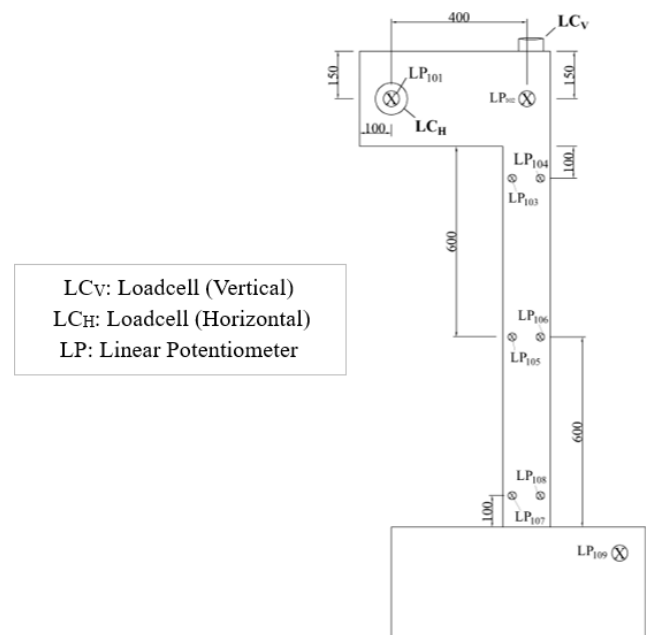 400
LCV
150
LP101
150
LP102
100
LCH
LP104
100
LP103
600
LCV: Loadcell (Vertical)
LCH: Loadcell (Horizontal)
LP: Linear Potentiometer
LP106
LP105
600
LP108
100
LP107
LP109